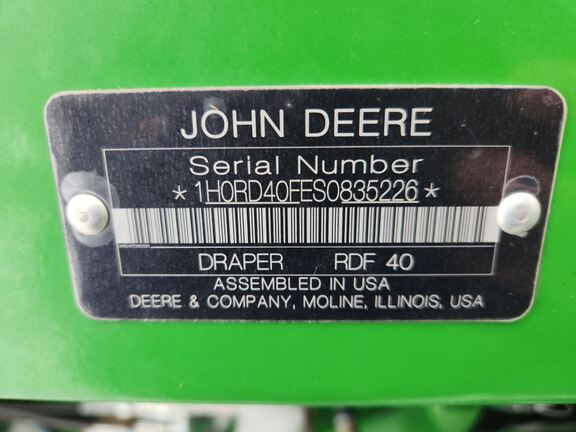 JOHN DEERE
Serial Number
*1H0RD40FES0835226*
DRAPER RDF 40
ASSEMBLED IN USA
DEERE & COMPANY, MOLINE, ILLINOIS, USA